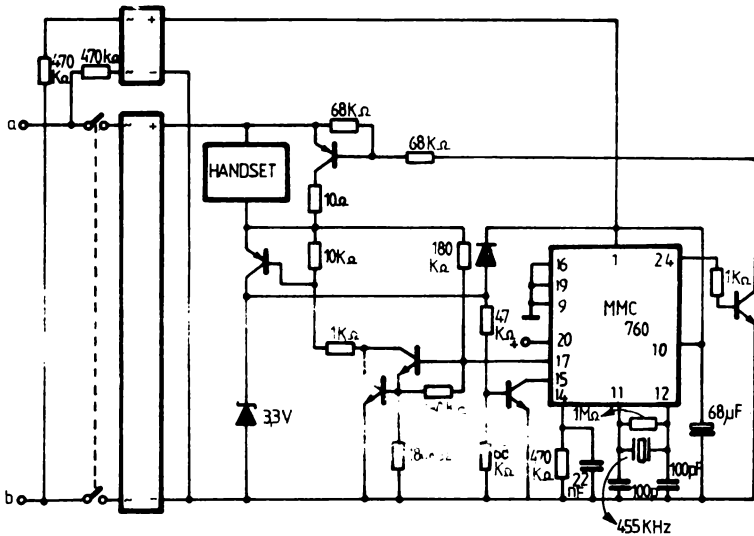 470
KΩ
470kΩ
~ +
~ -
a
~ +
68KΩ
68KΩ
HANDSET
10Ω
10KΩ
180
KΩ
16
19
9
1
24
MMC
760
1KΩ
+
20
10
47
KΩ
17
15
14
11
12
1KΩ
1MΩ
68µF
3,3V
470
KΩ
22
nF
100pF
100p
b
~ -
455KHz